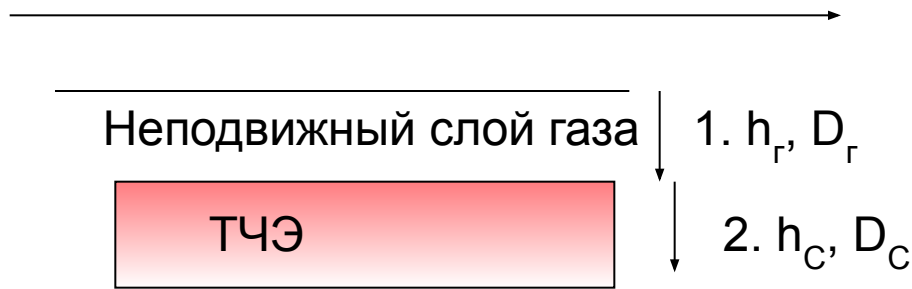 Неподвижный слой газа 1. hг, Dг
ТЧЭ 2. hС, DС